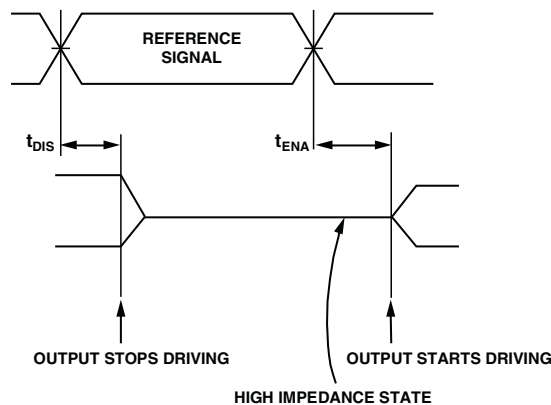 REFERENCE
SIGNAL
tDIS
tENA
OUTPUT STOPS DRIVING
OUTPUT STARTS DRIVING
HIGH IMPEDANCE STATE